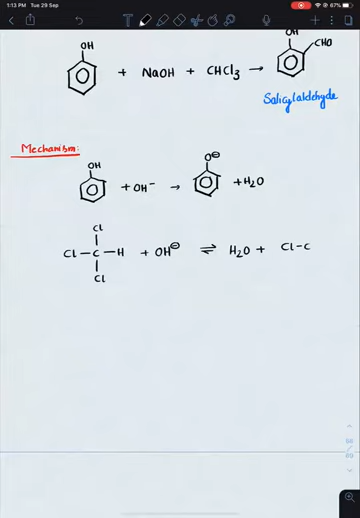 1:13 PM Tue 29 Sep
67%
OH
+ NaOH + CHCl₃ →
OH
CHO
Salicylaldehyde
Mechanism:
OH
+ OH⁻ →
O⊖
+ H₂O
Cl
Cl – C – H + OH⊖ ⇌ H₂O + Cl – C
Cl